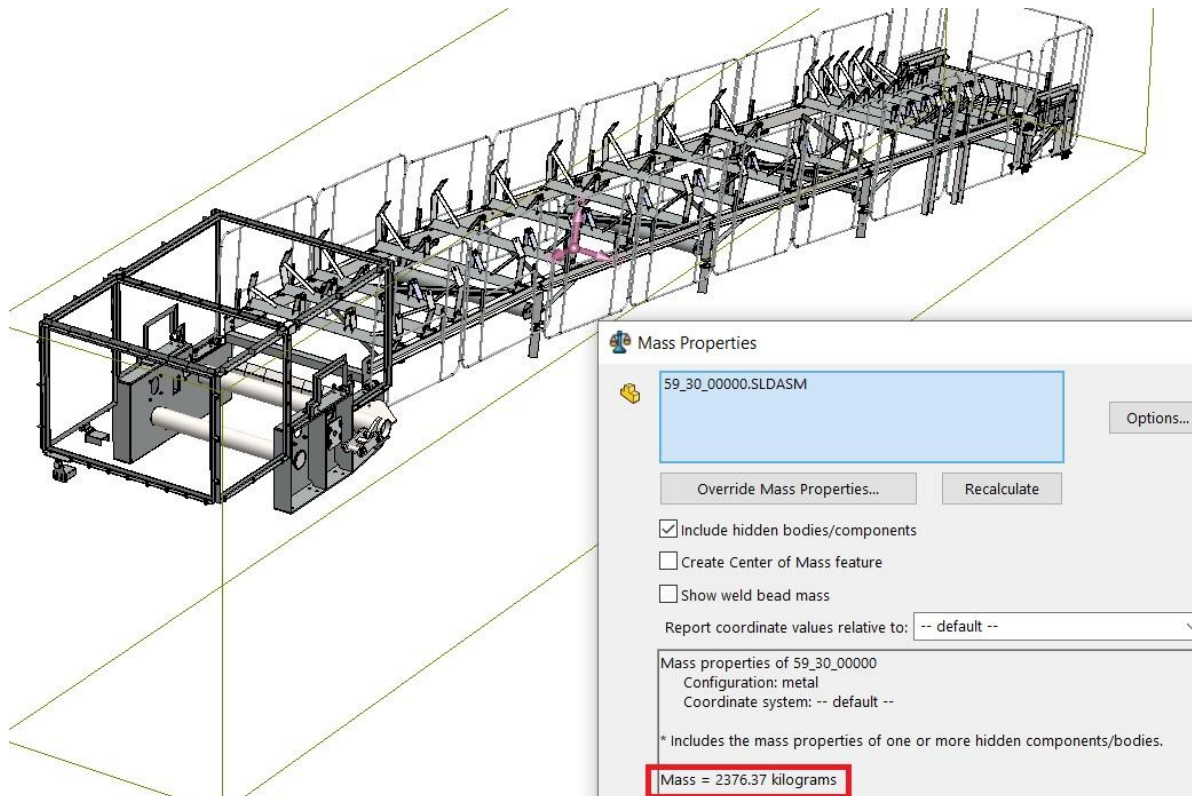 Mass Properties
59_30_00000.SLDASM
Options...
Override Mass Properties...
Recalculate
Include hidden bodies/components
Create Center of Mass feature
Show weld bead mass
Report coordinate values relative to:
-- default --
Mass properties of 59_30_00000
Configuration: metal
Coordinate system: -- default --
* Includes the mass properties of one or more hidden components/bodies.
Mass = 2376.37 kilograms